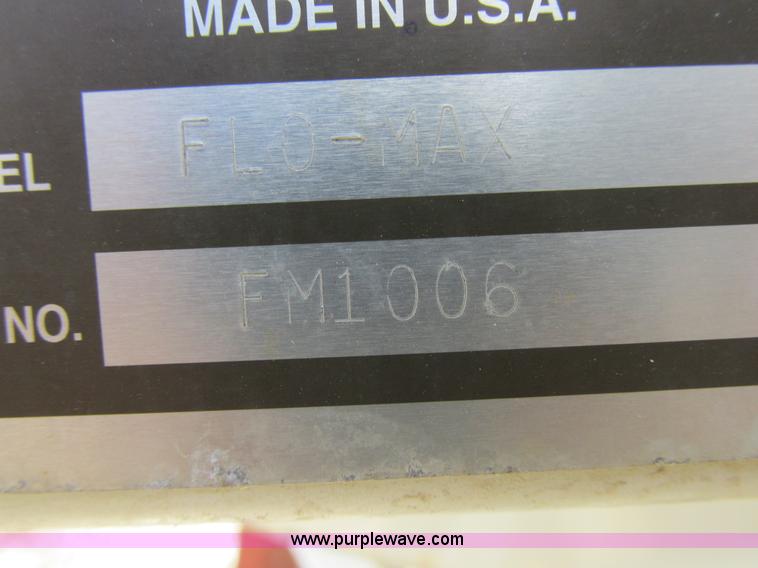 MADE IN U.S.A.
EL FLO-MAX
NO. FM1006
www.purplewave.com